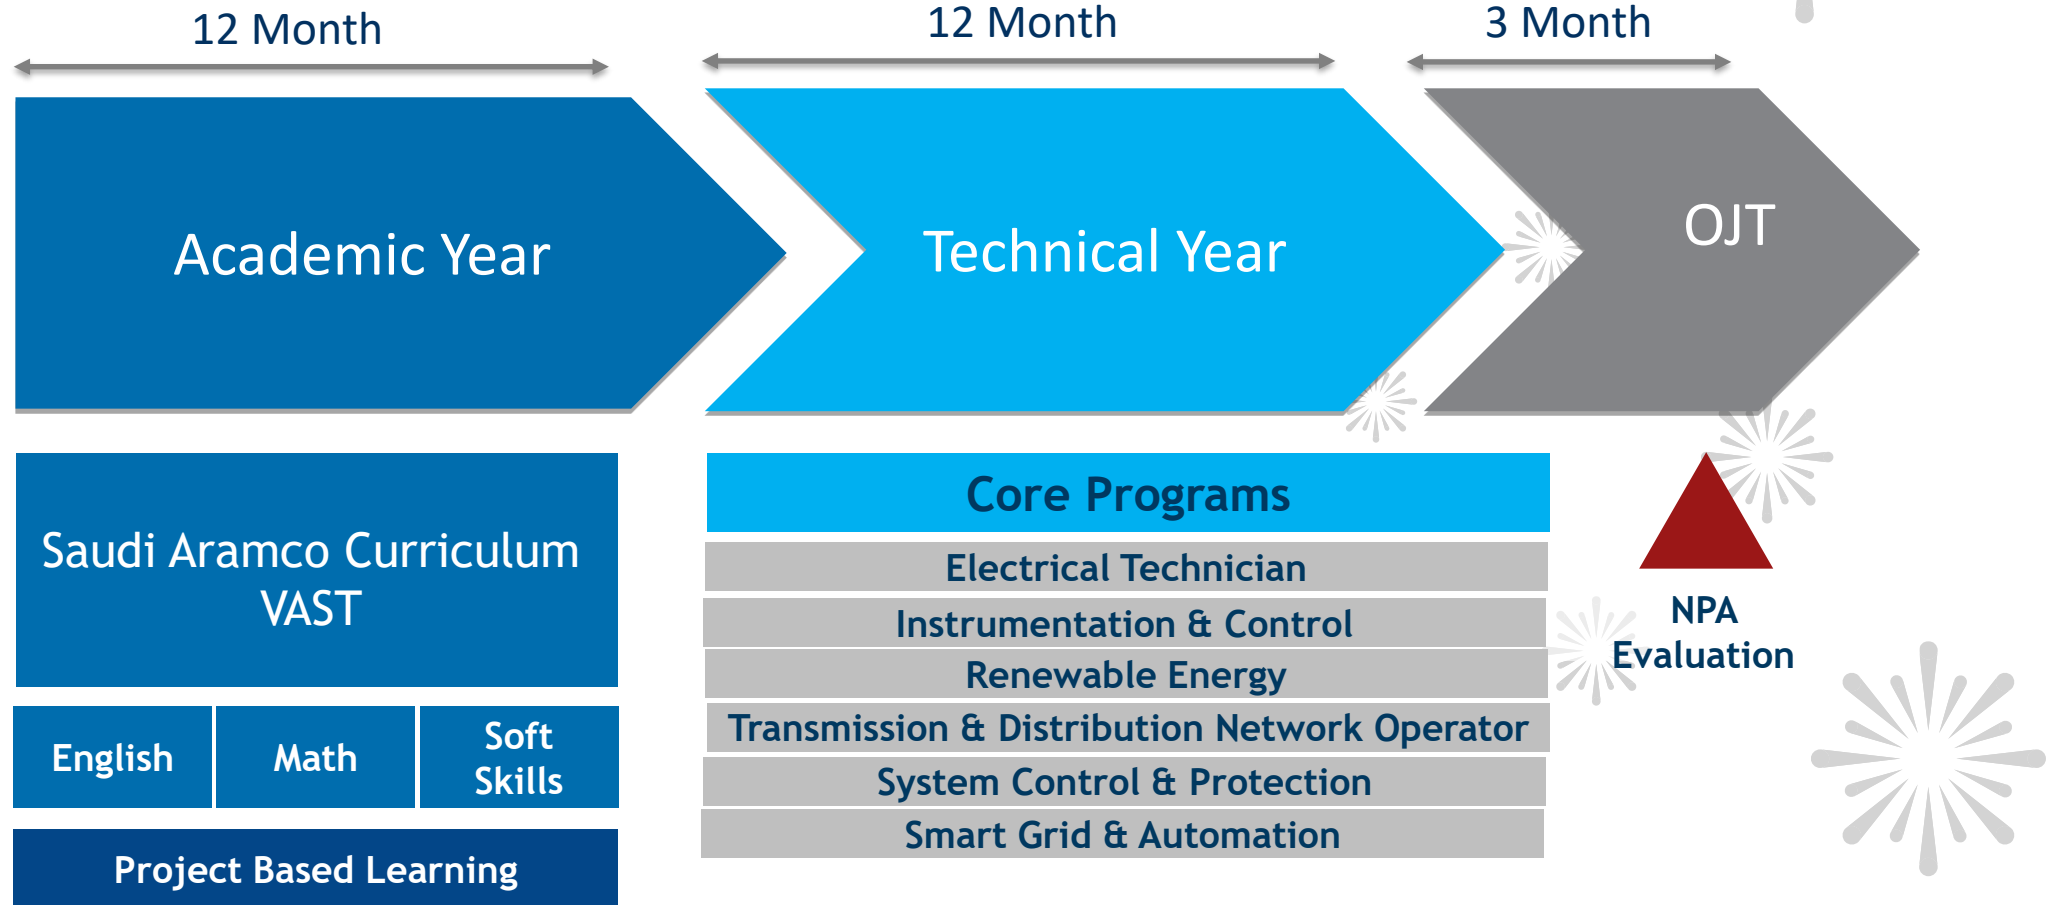 12 Month
12 Month
3 Month
Academic Year
Technical Year
OJT
Saudi Aramco Curriculum
VAST
English
Math
Soft
Skills
Project Based Learning
Core Programs
Electrical Technician
Instrumentation & Control
Renewable Energy
Transmission & Distribution Network Operator
System Control & Protection
Smart Grid & Automation
NPA
Evaluation